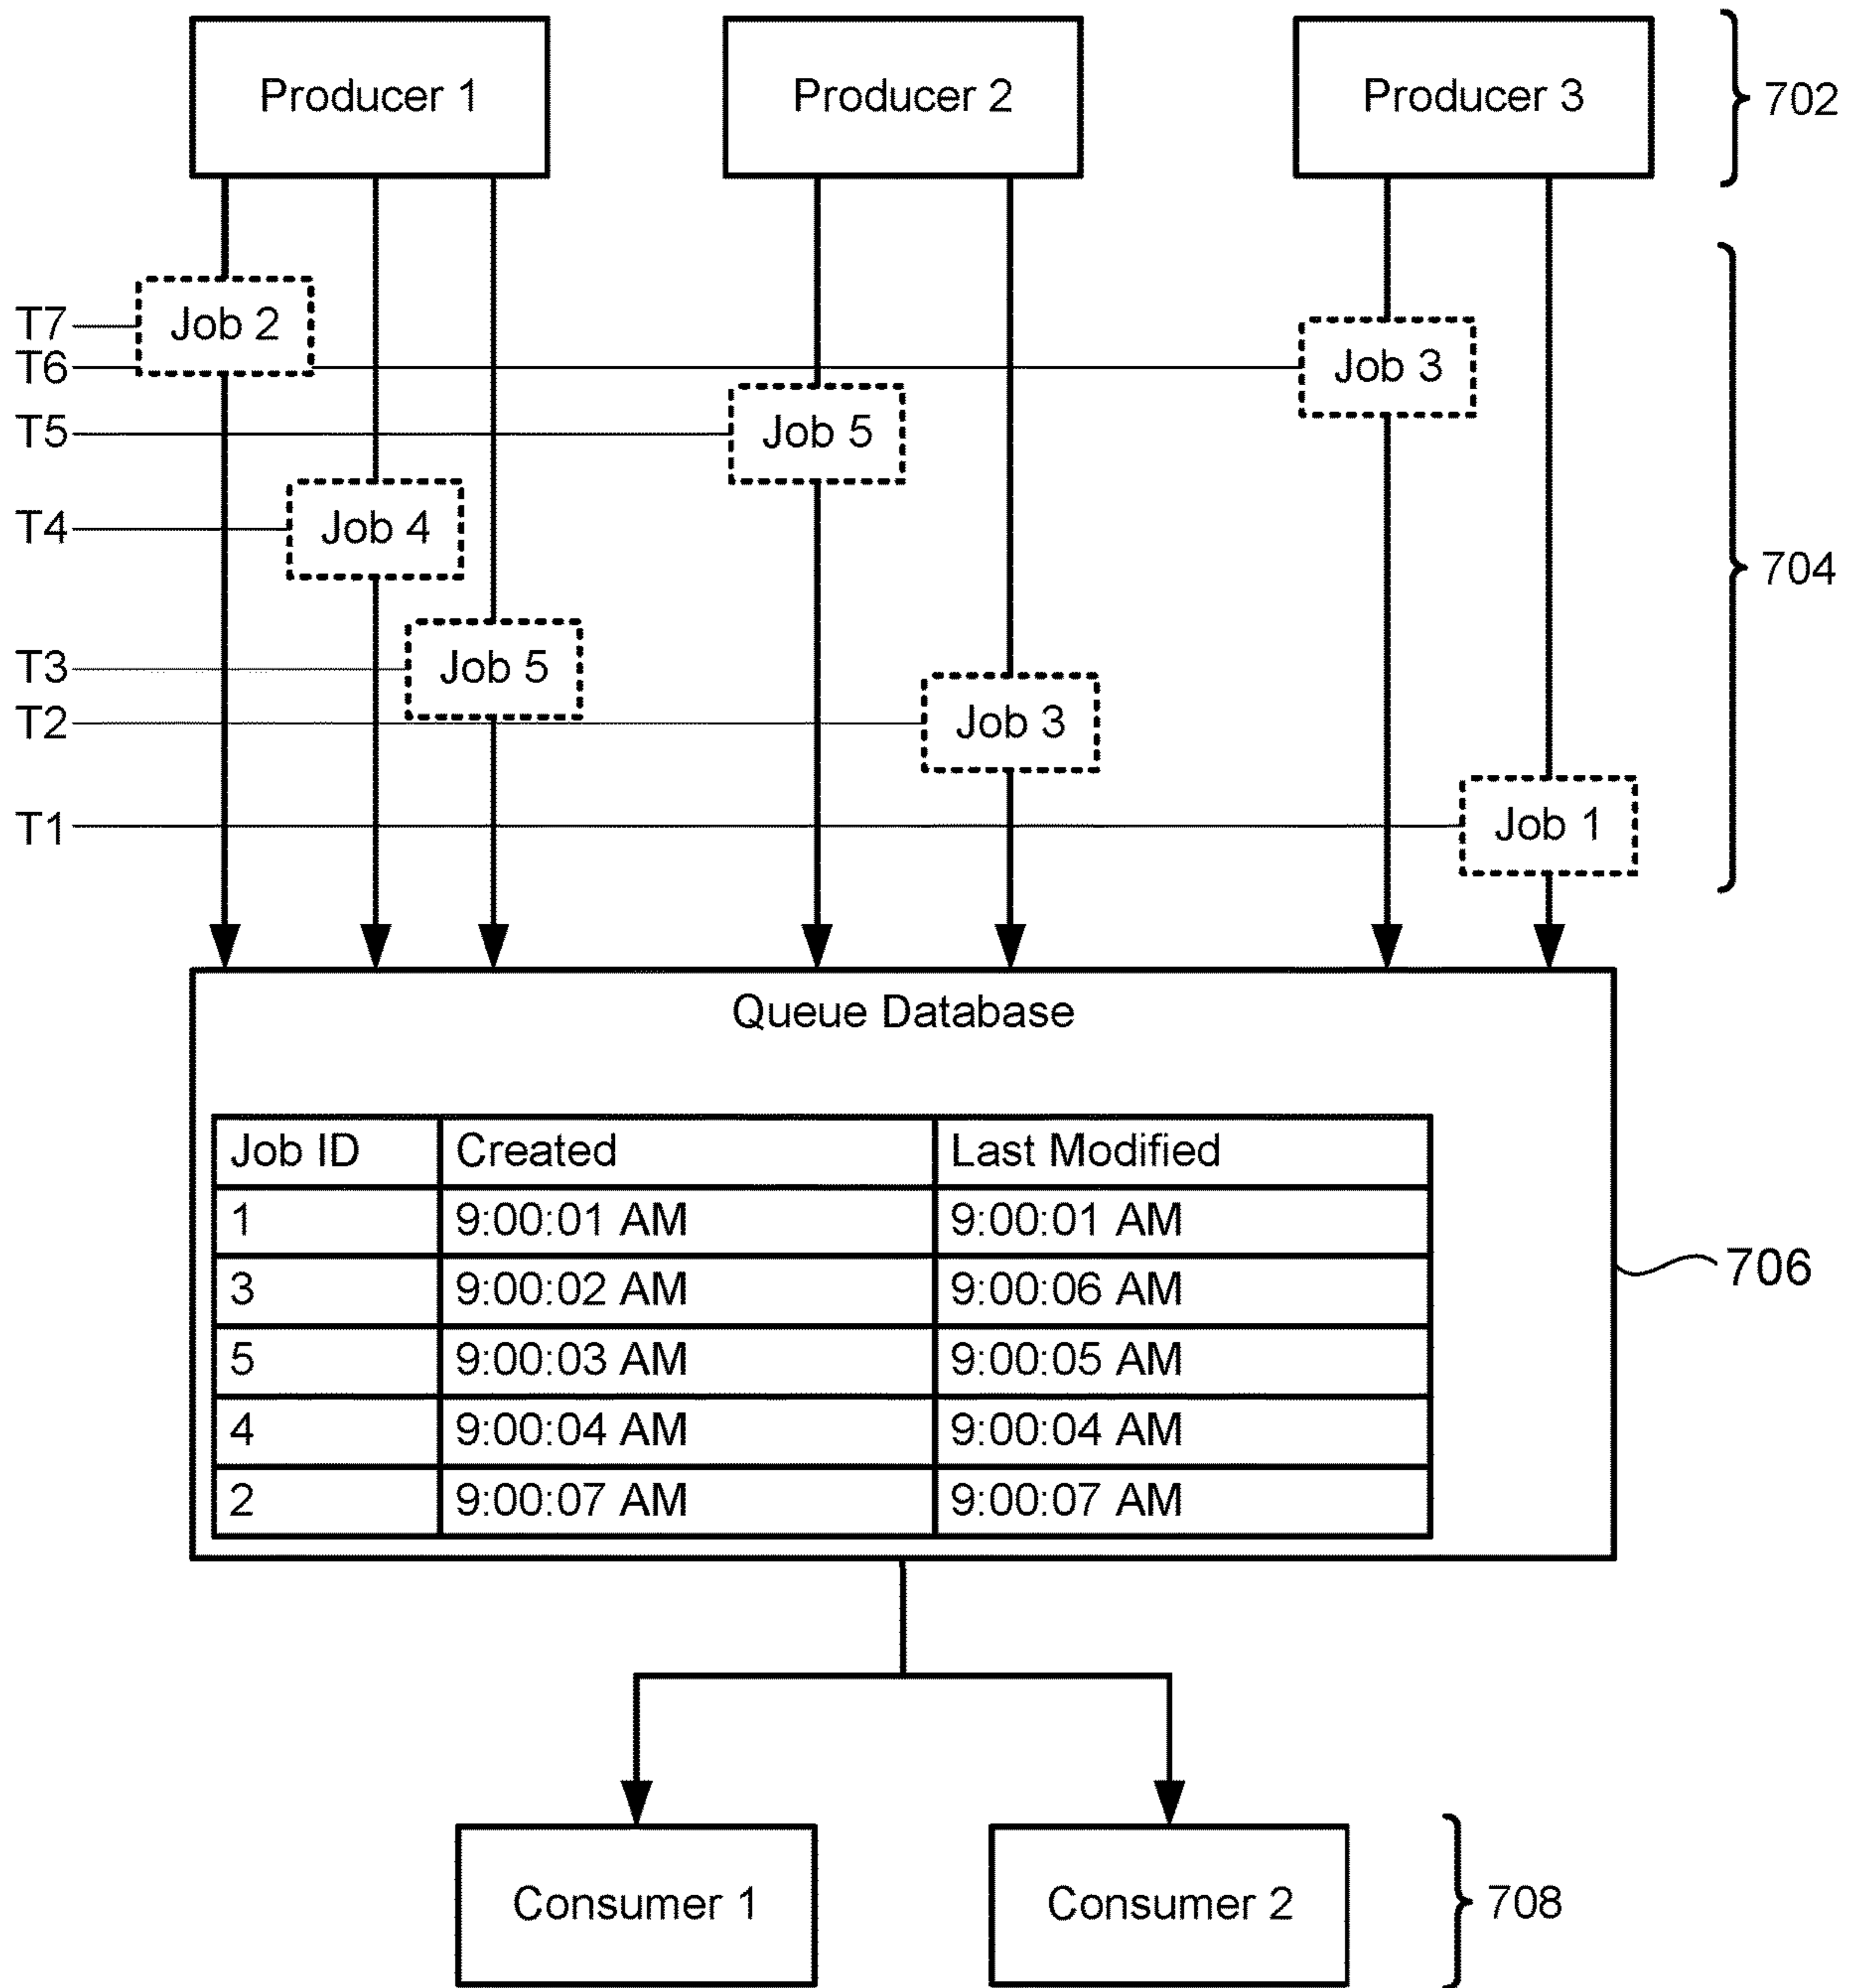 Producer 1
Producer 2
Producer 3
702
T7
Job 2
T6
Job 3
T5
Job 5
T4
Job 4
704
T3
Job 5
T2
Job 3
T1
Job 1
Queue Database
Job ID Created Last Modified
1 9:00:01 AM 9:00:01 AM
3 9:00:02 AM 9:00:06 AM
5 9:00:03 AM 9:00:05 AM
4 9:00:04 AM 9:00:04 AM
2 9:00:07 AM 9:00:07 AM
706
Consumer 1
Consumer 2
708